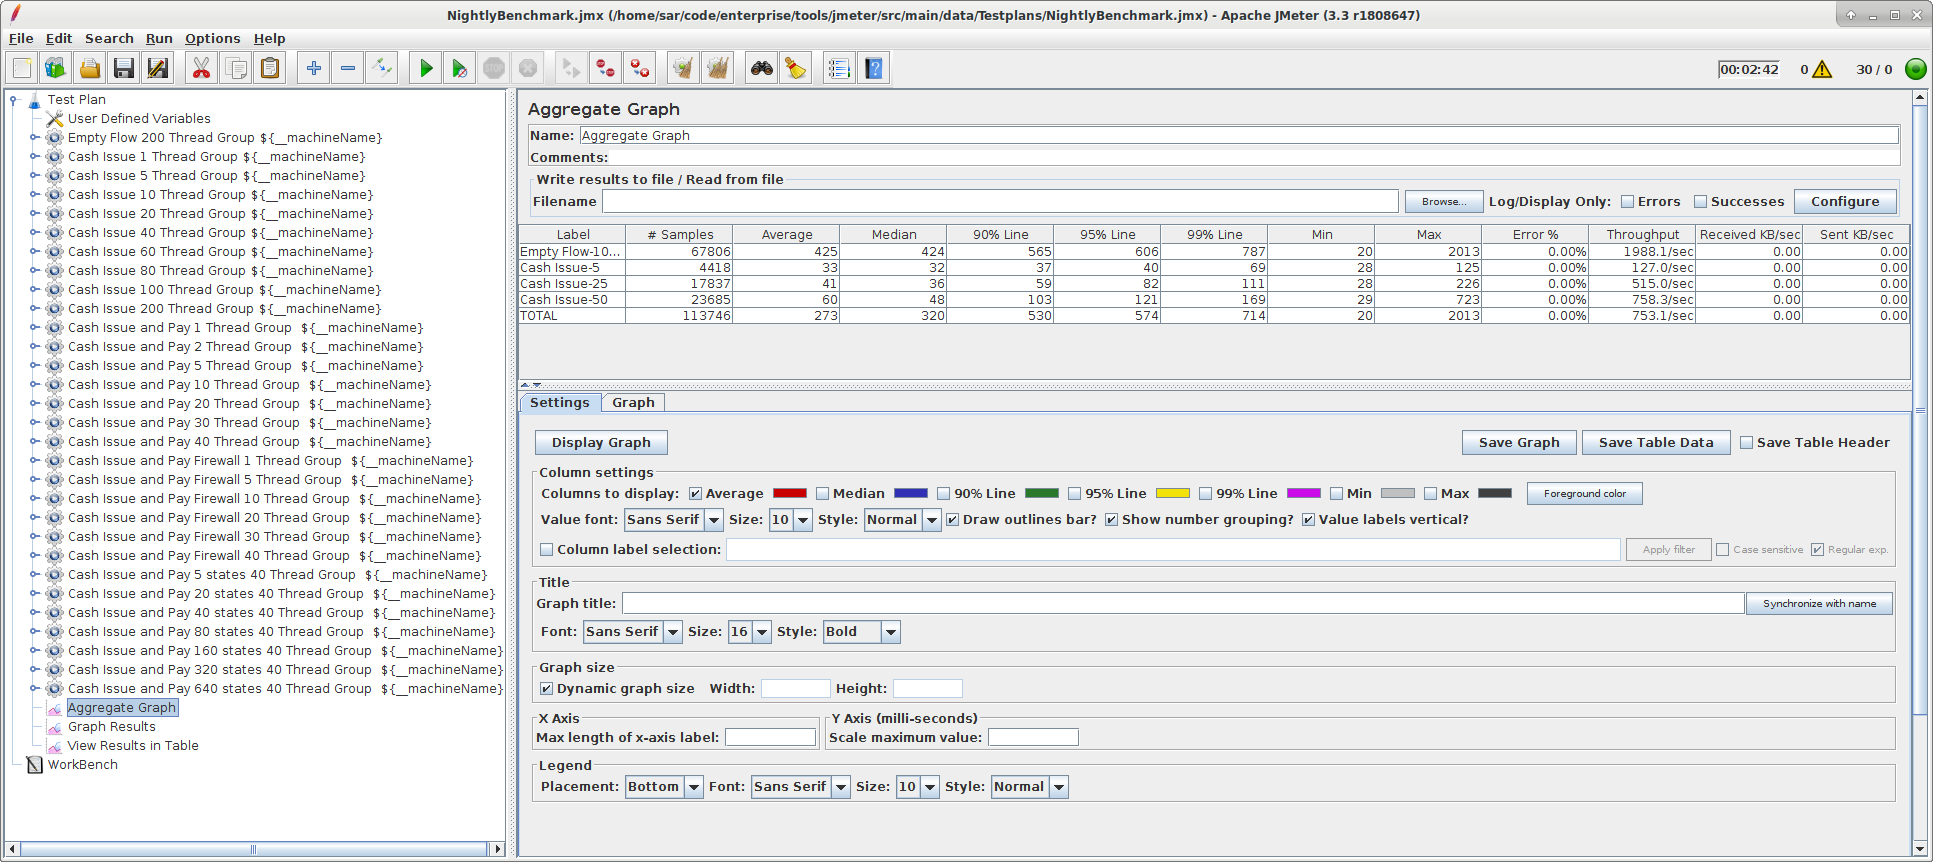 NightlyBenchmark.jmx (/home/sar/code/enterprise/tools/jmeter/src/main/data/Testplans/NightlyBenchmark.jmx) - Apache JMeter (3.3 r1808647)
File Edit Search Run Options Help
00:02:42 0 30 / 0
Test Plan
User Defined Variables
Empty Flow 200 Thread Group ${__machineName}
Cash Issue 1 Thread Group ${__machineName}
Cash Issue 5 Thread Group ${__machineName}
Cash Issue 10 Thread Group ${__machineName}
Cash Issue 20 Thread Group ${__machineName}
Cash Issue 40 Thread Group ${__machineName}
Cash Issue 60 Thread Group ${__machineName}
Cash Issue 80 Thread Group ${__machineName}
Cash Issue 100 Thread Group ${__machineName}
Cash Issue 200 Thread Group ${__machineName}
Cash Issue and Pay 1 Thread Group ${__machineName}
Cash Issue and Pay 2 Thread Group ${__machineName}
Cash Issue and Pay 5 Thread Group ${__machineName}
Cash Issue and Pay 10 Thread Group ${__machineName}
Cash Issue and Pay 20 Thread Group ${__machineName}
Cash Issue and Pay 30 Thread Group ${__machineName}
Cash Issue and Pay 40 Thread Group ${__machineName}
Cash Issue and Pay Firewall 1 Thread Group ${__machineName}
Cash Issue and Pay Firewall 5 Thread Group ${__machineName}
Cash Issue and Pay Firewall 10 Thread Group ${__machineName}
Cash Issue and Pay Firewall 20 Thread Group ${__machineName}
Cash Issue and Pay Firewall 30 Thread Group ${__machineName}
Cash Issue and Pay Firewall 40 Thread Group ${__machineName}
Cash Issue and Pay 5 states 40 Thread Group ${__machineName}
Cash Issue and Pay 20 states 40 Thread Group ${__machineName}
Cash Issue and Pay 40 states 40 Thread Group ${__machineName}
Cash Issue and Pay 80 states 40 Thread Group ${__machineName}
Cash Issue and Pay 160 states 40 Thread Group ${__machineName}
Cash Issue and Pay 320 states 40 Thread Group ${__machineName}
Cash Issue and Pay 640 states 40 Thread Group ${__machineName}
Aggregate Graph
Graph Results
View Results in Table
WorkBench
Aggregate Graph
Name: Aggregate Graph
Comments:
Write results to file / Read from file
Filename Browse... Log/Display Only: Errors Successes Configure
Label # Samples Average Median 90% Line 95% Line 99% Line Min Max Error % Throughput Received KB/sec Sent KB/sec
Empty Flow-10... 67806 425 424 565 606 787 20 2013 0.00% 1988.1/sec 0.00 0.00
Cash Issue-5 4418 33 32 37 40 69 28 125 0.00% 127.0/sec 0.00 0.00
Cash Issue-25 17837 41 36 59 82 111 28 226 0.00% 515.0/sec 0.00 0.00
Cash Issue-50 23685 60 48 103 121 169 29 723 0.00% 758.3/sec 0.00 0.00
TOTAL 113746 273 320 530 574 714 20 2013 0.00% 753.1/sec 0.00 0.00
Settings Graph
Display Graph Save Graph Save Table Data Save Table Header
Column settings
Columns to display: Average Median 90% Line 95% Line 99% Line Min Max Foreground color
Value font: Sans Serif Size: 10 Style: Normal Draw outlines bar? Show number grouping? Value labels vertical?
Column label selection: Apply filter Case sensitive Regular exp.
Title
Graph title: Synchronize with name
Font: Sans Serif Size: 16 Style: Bold
Graph size
Dynamic graph size Width: Height:
X Axis
Max length of x-axis label:
Y Axis (milli-seconds)
Scale maximum value:
Legend
Placement: Bottom Font: Sans Serif Size: 10 Style: Normal